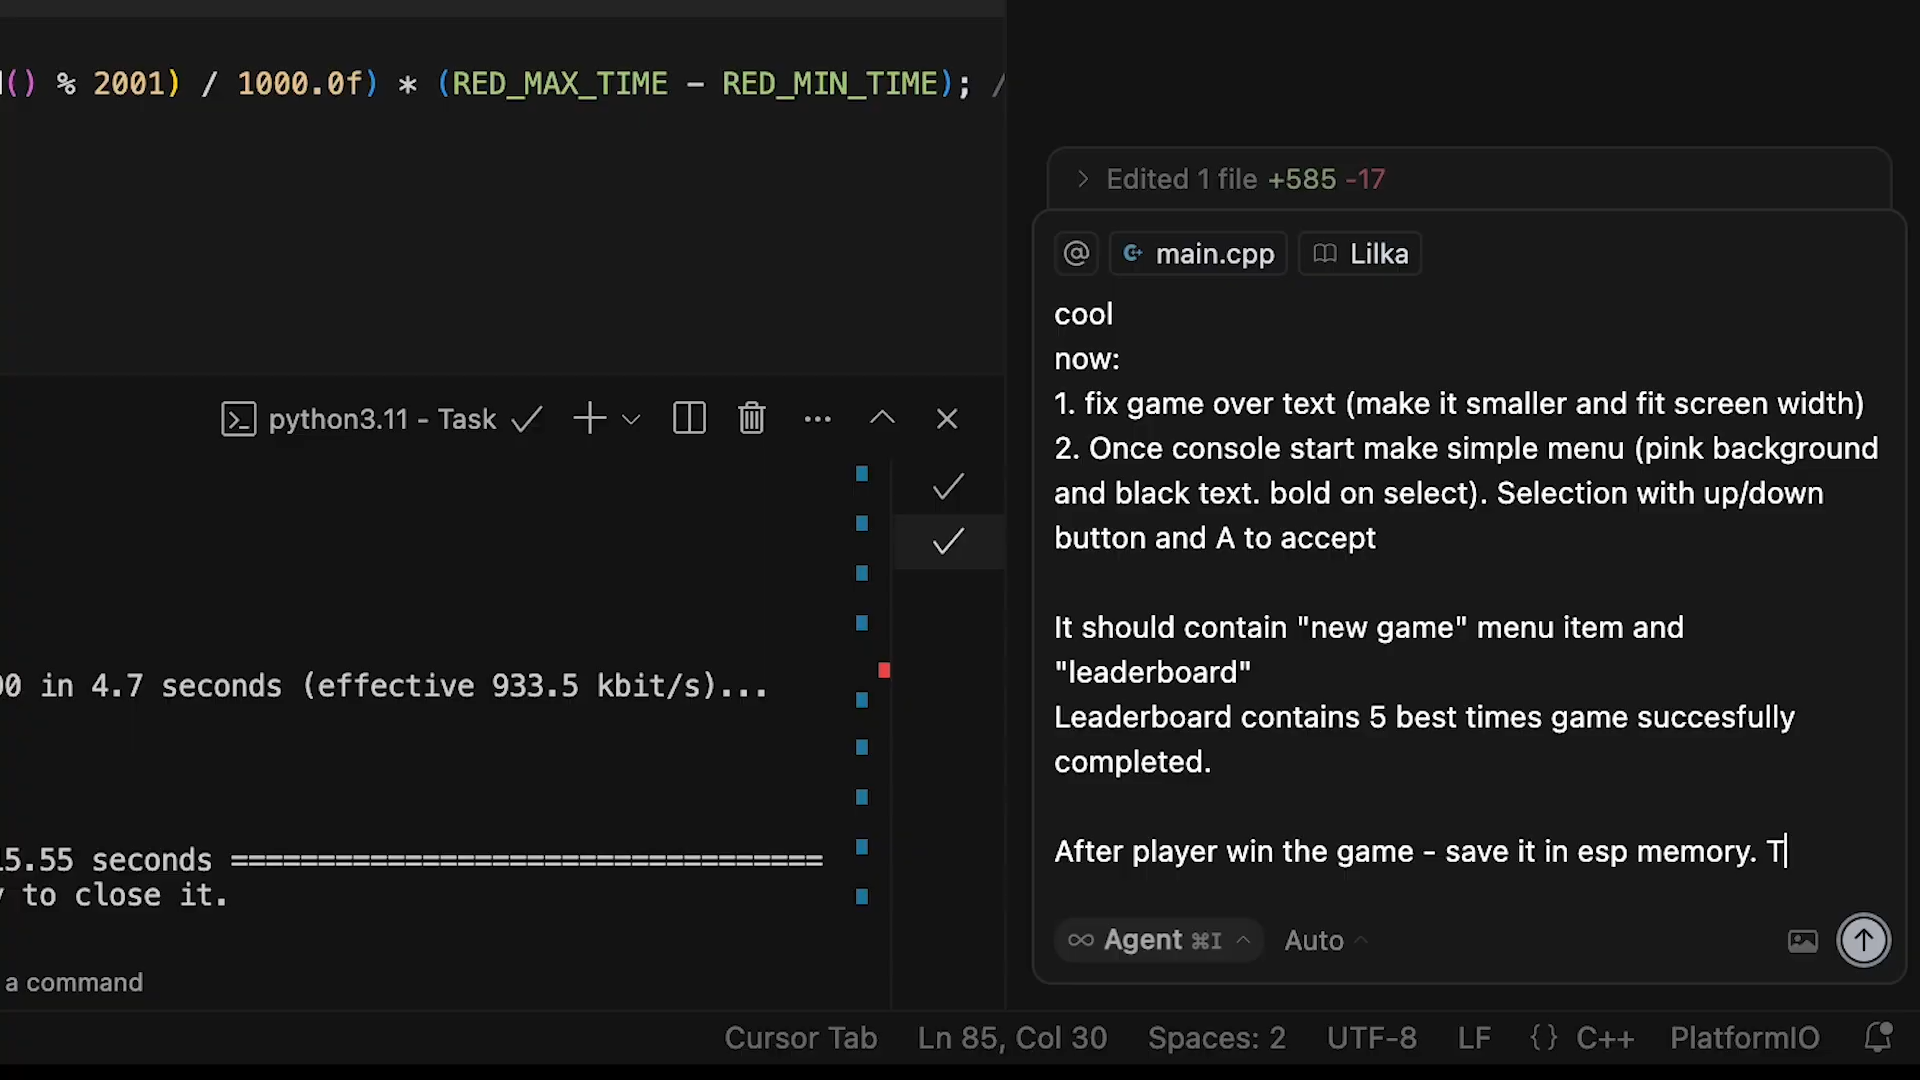 () % 2001) / 1000.0f) * (RED_MAX_TIME - RED_MIN_TIME); /
Edited 1 file +585 -17
@ main.cpp Lilka
cool
now:
1. fix game over text (make it smaller and fit screen width)
2. Once console start make simple menu (pink background
and black text. bold on select). Selection with up/down
button and A to accept
It should contain "new game" menu item and
"leaderboard"
Leaderboard contains 5 best times game succesfully
completed.
After player win the game - save it in esp memory. T
Agent ⌘I Auto
python3.11 - Task
0 in 4.7 seconds (effective 933.5 kbit/s)...
5.55 seconds ==================================
to close it.
a command
Cursor Tab Ln 85, Col 30 Spaces: 2 UTF-8 LF {} C++ PlatformIO